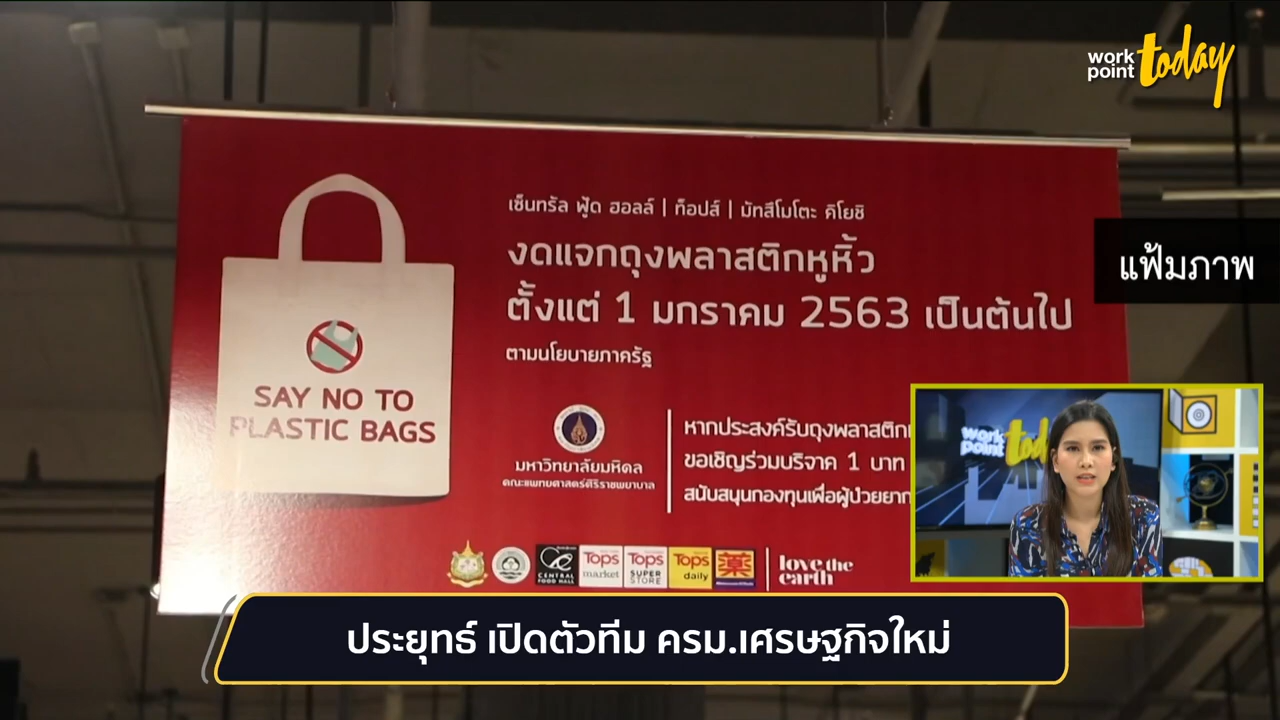 work
point today
เซ็นทรัล ฟู้ด ฮอลล์ | ท็อปส์ | มัทสึโมโตะ คิโยชิ
งดแจกถุงพลาสติกหูหิ้ว
ตั้งแต่ 1 มกราคม 2563 เป็นต้นไป
ตามนโยบายภาครัฐ
แฟ้มภาพ
SAY NO TO
PLASTIC BAGS
มหาวิทยาลัยมหิดล
คณะแพทยศาสตร์ศิริราชพยาบาล
หากประสงค์รับถุงพลาสติก
ขอเชิญร่วมบริจาค 1 บาท
สนับสนุนกองทุนเพื่อผู้ป่วยยาก
work
point
CENTRAL
FOOD HALL
Tops
market
Tops
SUPER
STORE
Tops
daily
薬
love the
earth
ประยุทธ์ เปิดตัวทีม ครม.เศรษฐกิจใหม่